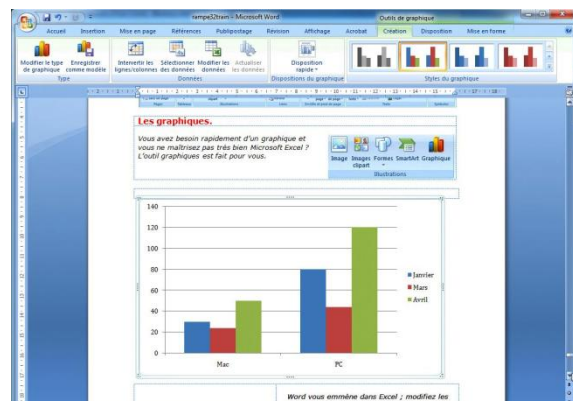 rampe32train - Microsoft Word
Outils de graphique
Accueil Insertion Mise en page Références Publipostage Révision Affichage Acrobat Création Disposition Mise en forme
Modifier le type de graphique
Enregistrer comme modèle
Intervertir les lignes/colonnes
Sélectionner des données
Modifier les données
Actualiser les données
Disposition rapide
Type
Données
Dispositions du graphique
Styles du graphique
Les graphiques.
Vous avez besoin rapidement d'un graphique et
vous ne maîtrisez pas très bien Microsoft Excel ?
L'outil graphiques est fait pour vous.
Image Images clipart Formes SmartArt Graphique
Illustrations
140
120
100
80
60
40
20
0
Mac PC
Janvier
Mars
Avril
Word vous emmène dans Excel ; modifiez les